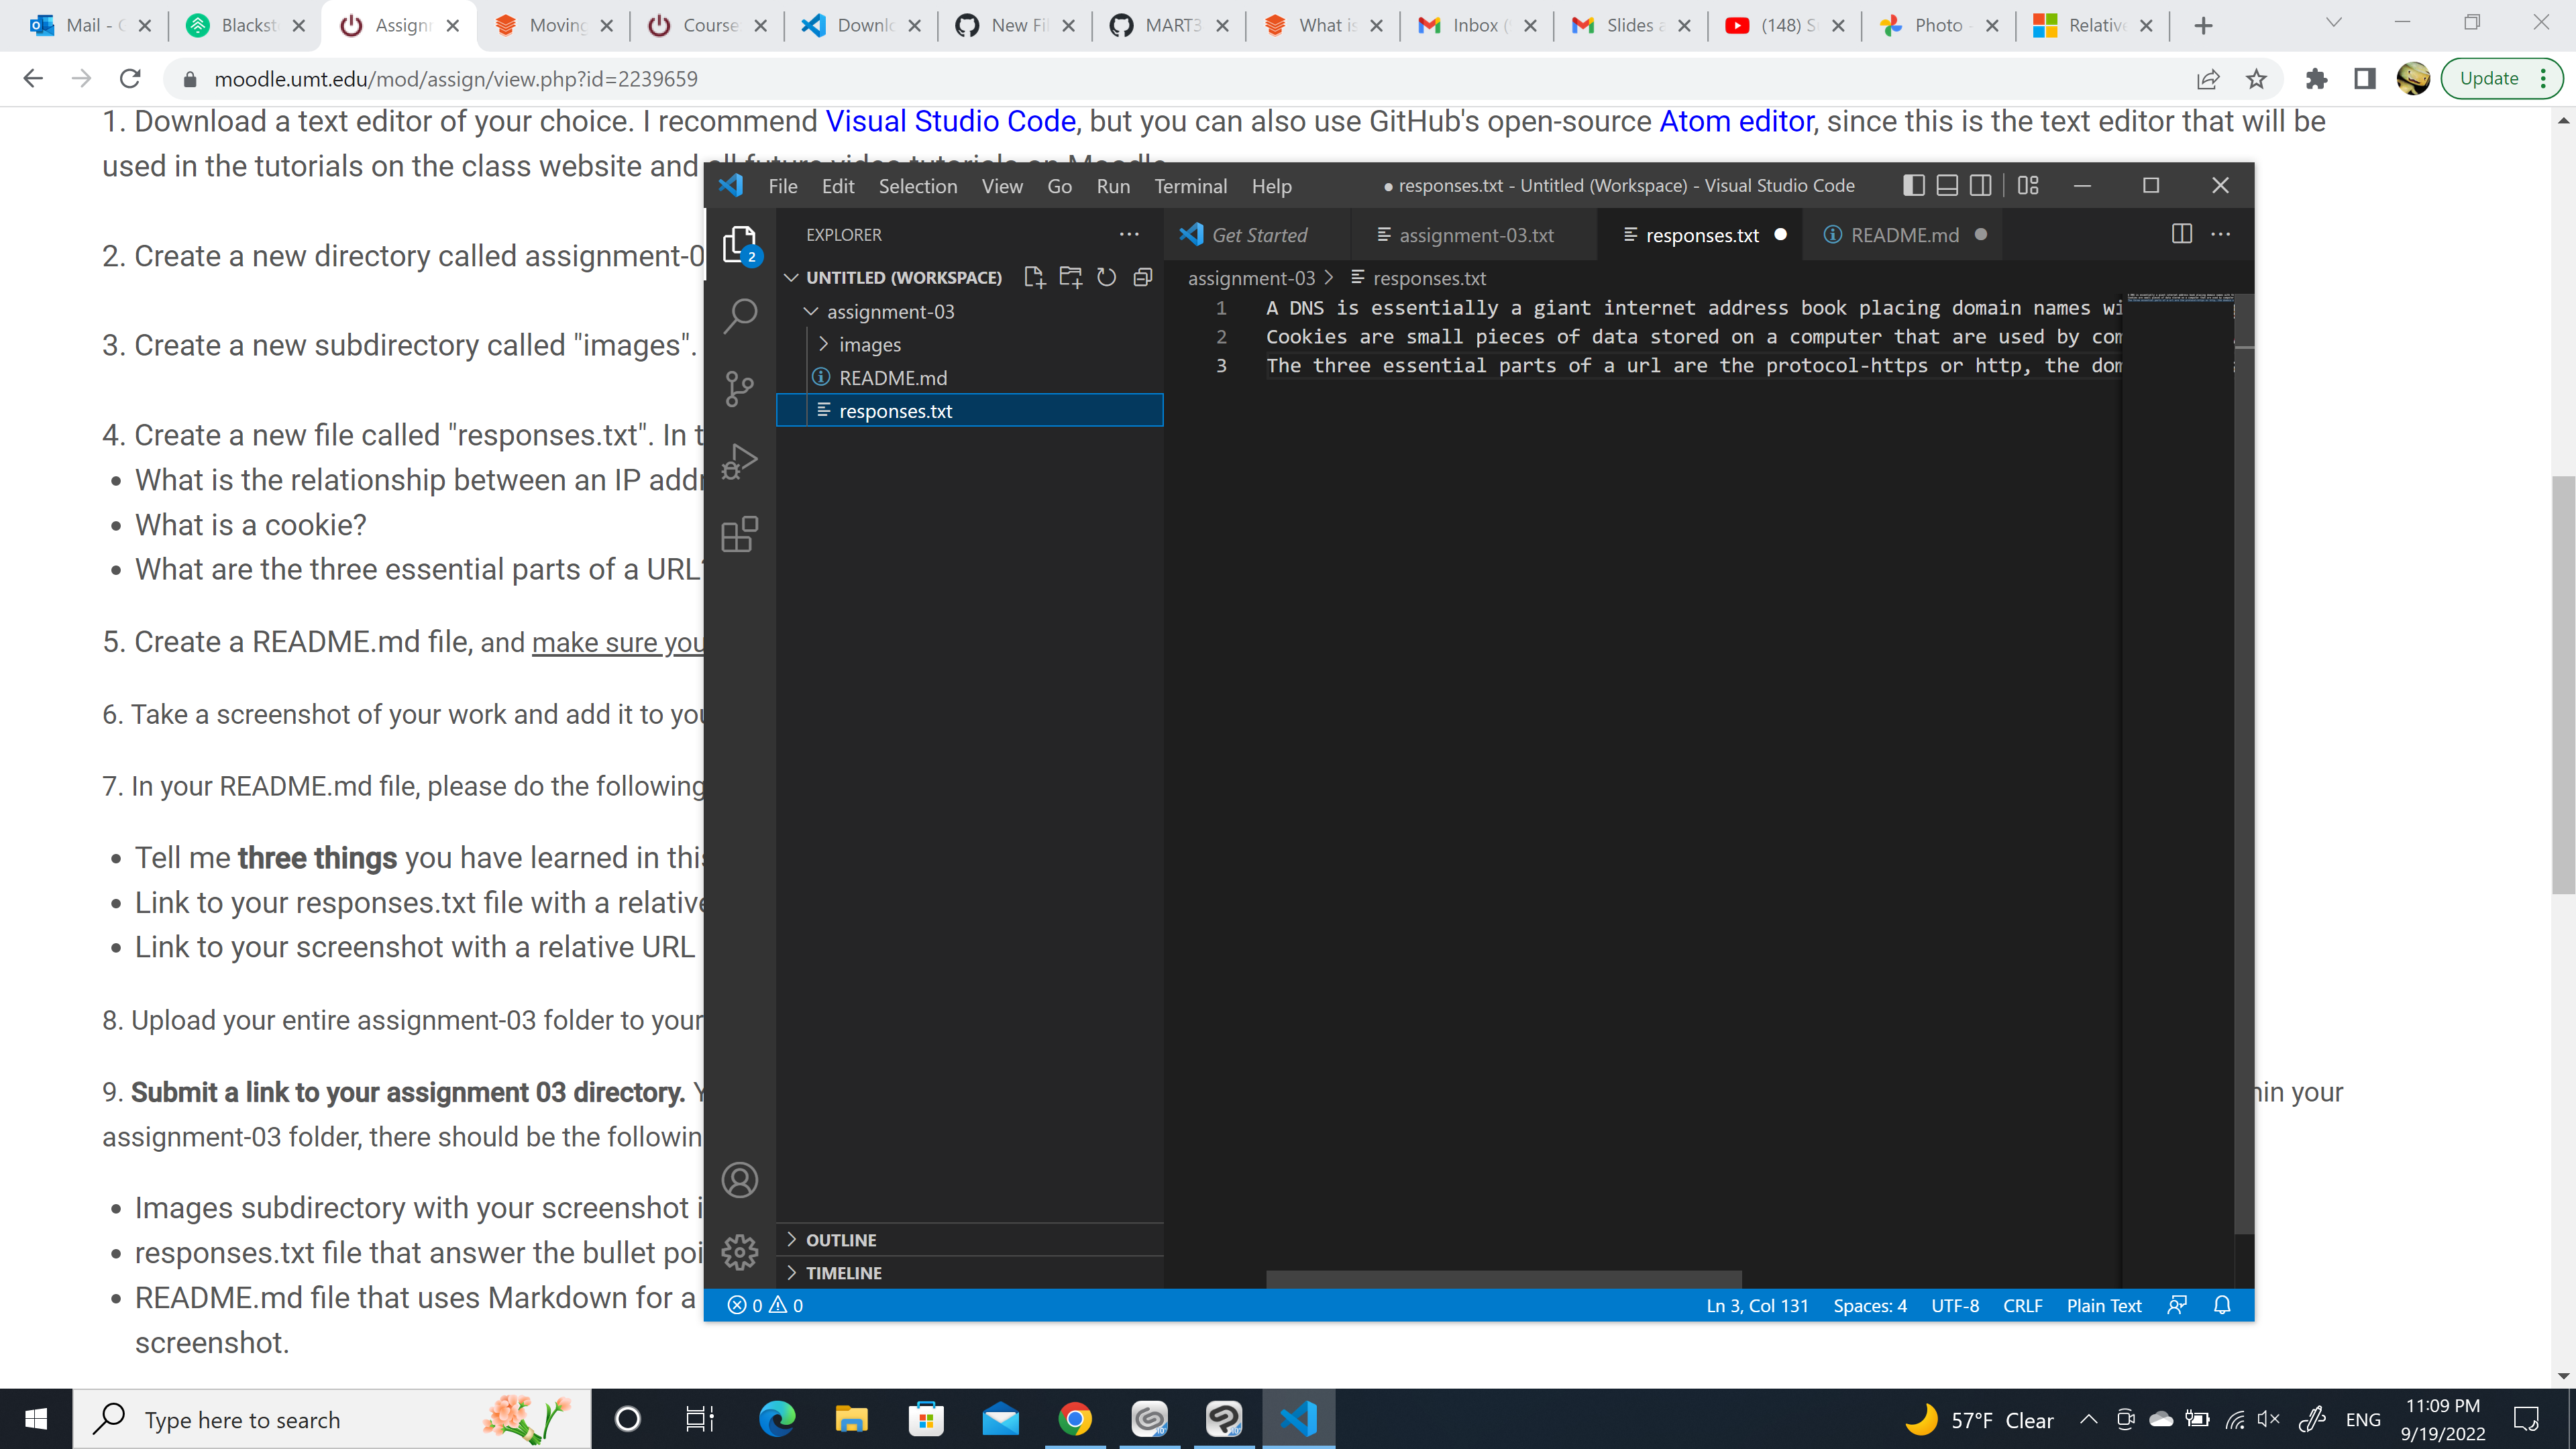 Mail - C
Blackst
Assignr
Moving
Course
Downlo
New Fil
MART3
What is
Inbox (
Slides a
(148) S
Photo -
Relative
moodle.umt.edu/mod/assign/view.php?id=2239659
Update
1. Download a text editor of your choice. I recommend Visual Studio Code, but you can also use GitHub's open-source Atom editor, since this is the text editor that will be
used in the tutorials on the class website and all future video tutorials on Moodle
2. Create a new directory called assignment-0
3. Create a new subdirectory called "images".
4. Create a new file called "responses.txt". In t
• What is the relationship between an IP addr
• What is a cookie?
• What are the three essential parts of a URL?
5. Create a README.md file, and make sure you
6. Take a screenshot of your work and add it to you
7. In your README.md file, please do the following
• Tell me three things you have learned in this
• Link to your responses.txt file with a relative
• Link to your screenshot with a relative URL
8. Upload your entire assignment-03 folder to your
9. Submit a link to your assignment 03 directory. Y
hin your
assignment-03 folder, there should be the followin
• Images subdirectory with your screenshot i
• responses.txt file that answer the bullet poi
• README.md file that uses Markdown for a
screenshot.
File Edit Selection View Go Run Terminal Help
● responses.txt - Untitled (Workspace) - Visual Studio Code
EXPLORER
2
UNTITLED (WORKSPACE)
assignment-03
images
README.md
responses.txt
OUTLINE
TIMELINE
Get Started
assignment-03.txt
responses.txt
README.md
assignment-03 > responses.txt
1 A DNS is essentially a giant internet address book placing domain names wi
2 Cookies are small pieces of data stored on a computer that are used by com
3 The three essential parts of a url are the protocol-https or http, the dom
0 0
Ln 3, Col 131 Spaces: 4 UTF-8 CRLF Plain Text
Type here to search
57°F Clear
ENG
11:09 PM
9/19/2022